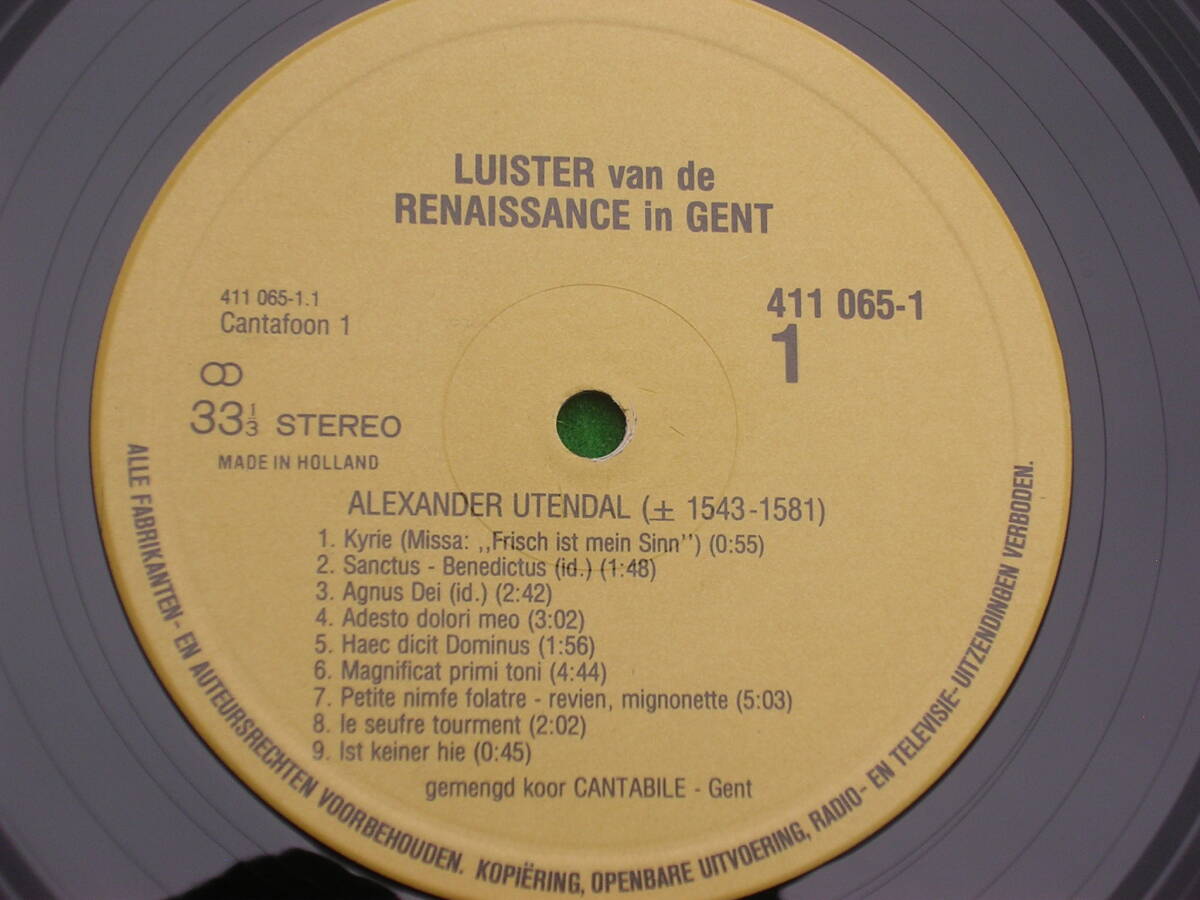 LUISTER van de
RENAISSANCE in GENT
411 065-1.1
Cantafoon 1
411 065-1
1
33⅓ STEREO
MADE IN HOLLAND
ALEXANDER UTENDAL (± 1543-1581)
1. Kyrie (Missa: ,,Frisch ist mein Sinn'') (0:55)
2. Sanctus - Benedictus (id.) (1:48)
3. Agnus Dei (id.) (2:42)
4. Adesto dolori meo (3:02)
5. Haec dicit Dominus (1:56)
6. Magnificat primi toni (4:44)
7. Petite nimfe folatre - revien, mignonette (5:03)
8. Ie seufre tourment (2:02)
9. Ist keiner hie (0:45)
gemengd koor CANTABILE - Gent
ALLE FABRIKANTEN- EN AUTEURSRECHTEN VOORBEHOUDEN. KOPIËRING, OPENBARE UITVOERING, RADIO- EN TELEVISIE-UITZENDINGEN VERBODEN.